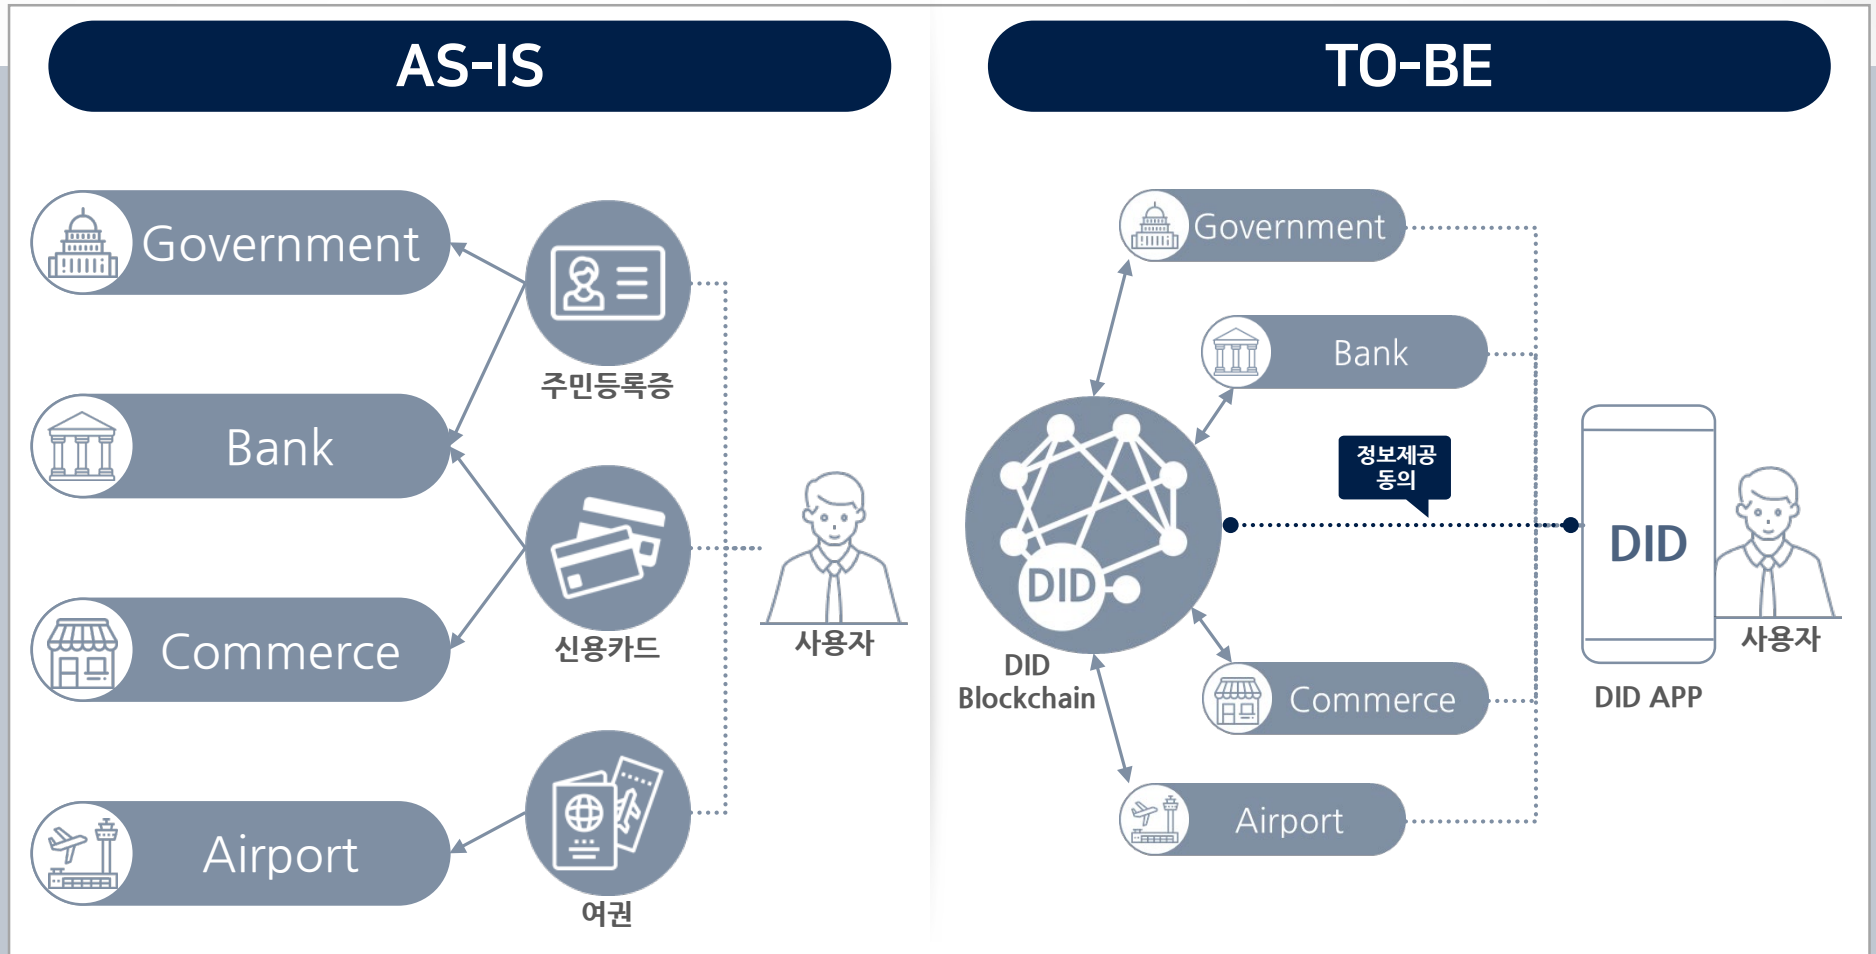 AS-IS
Government
Bank
Commerce
Airport
주민등록증
신용카드
여권
사용자
TO-BE
Government
Bank
정보제공
동의
DID
DID
Blockchain
Commerce
Airport
DID
DID APP
사용자